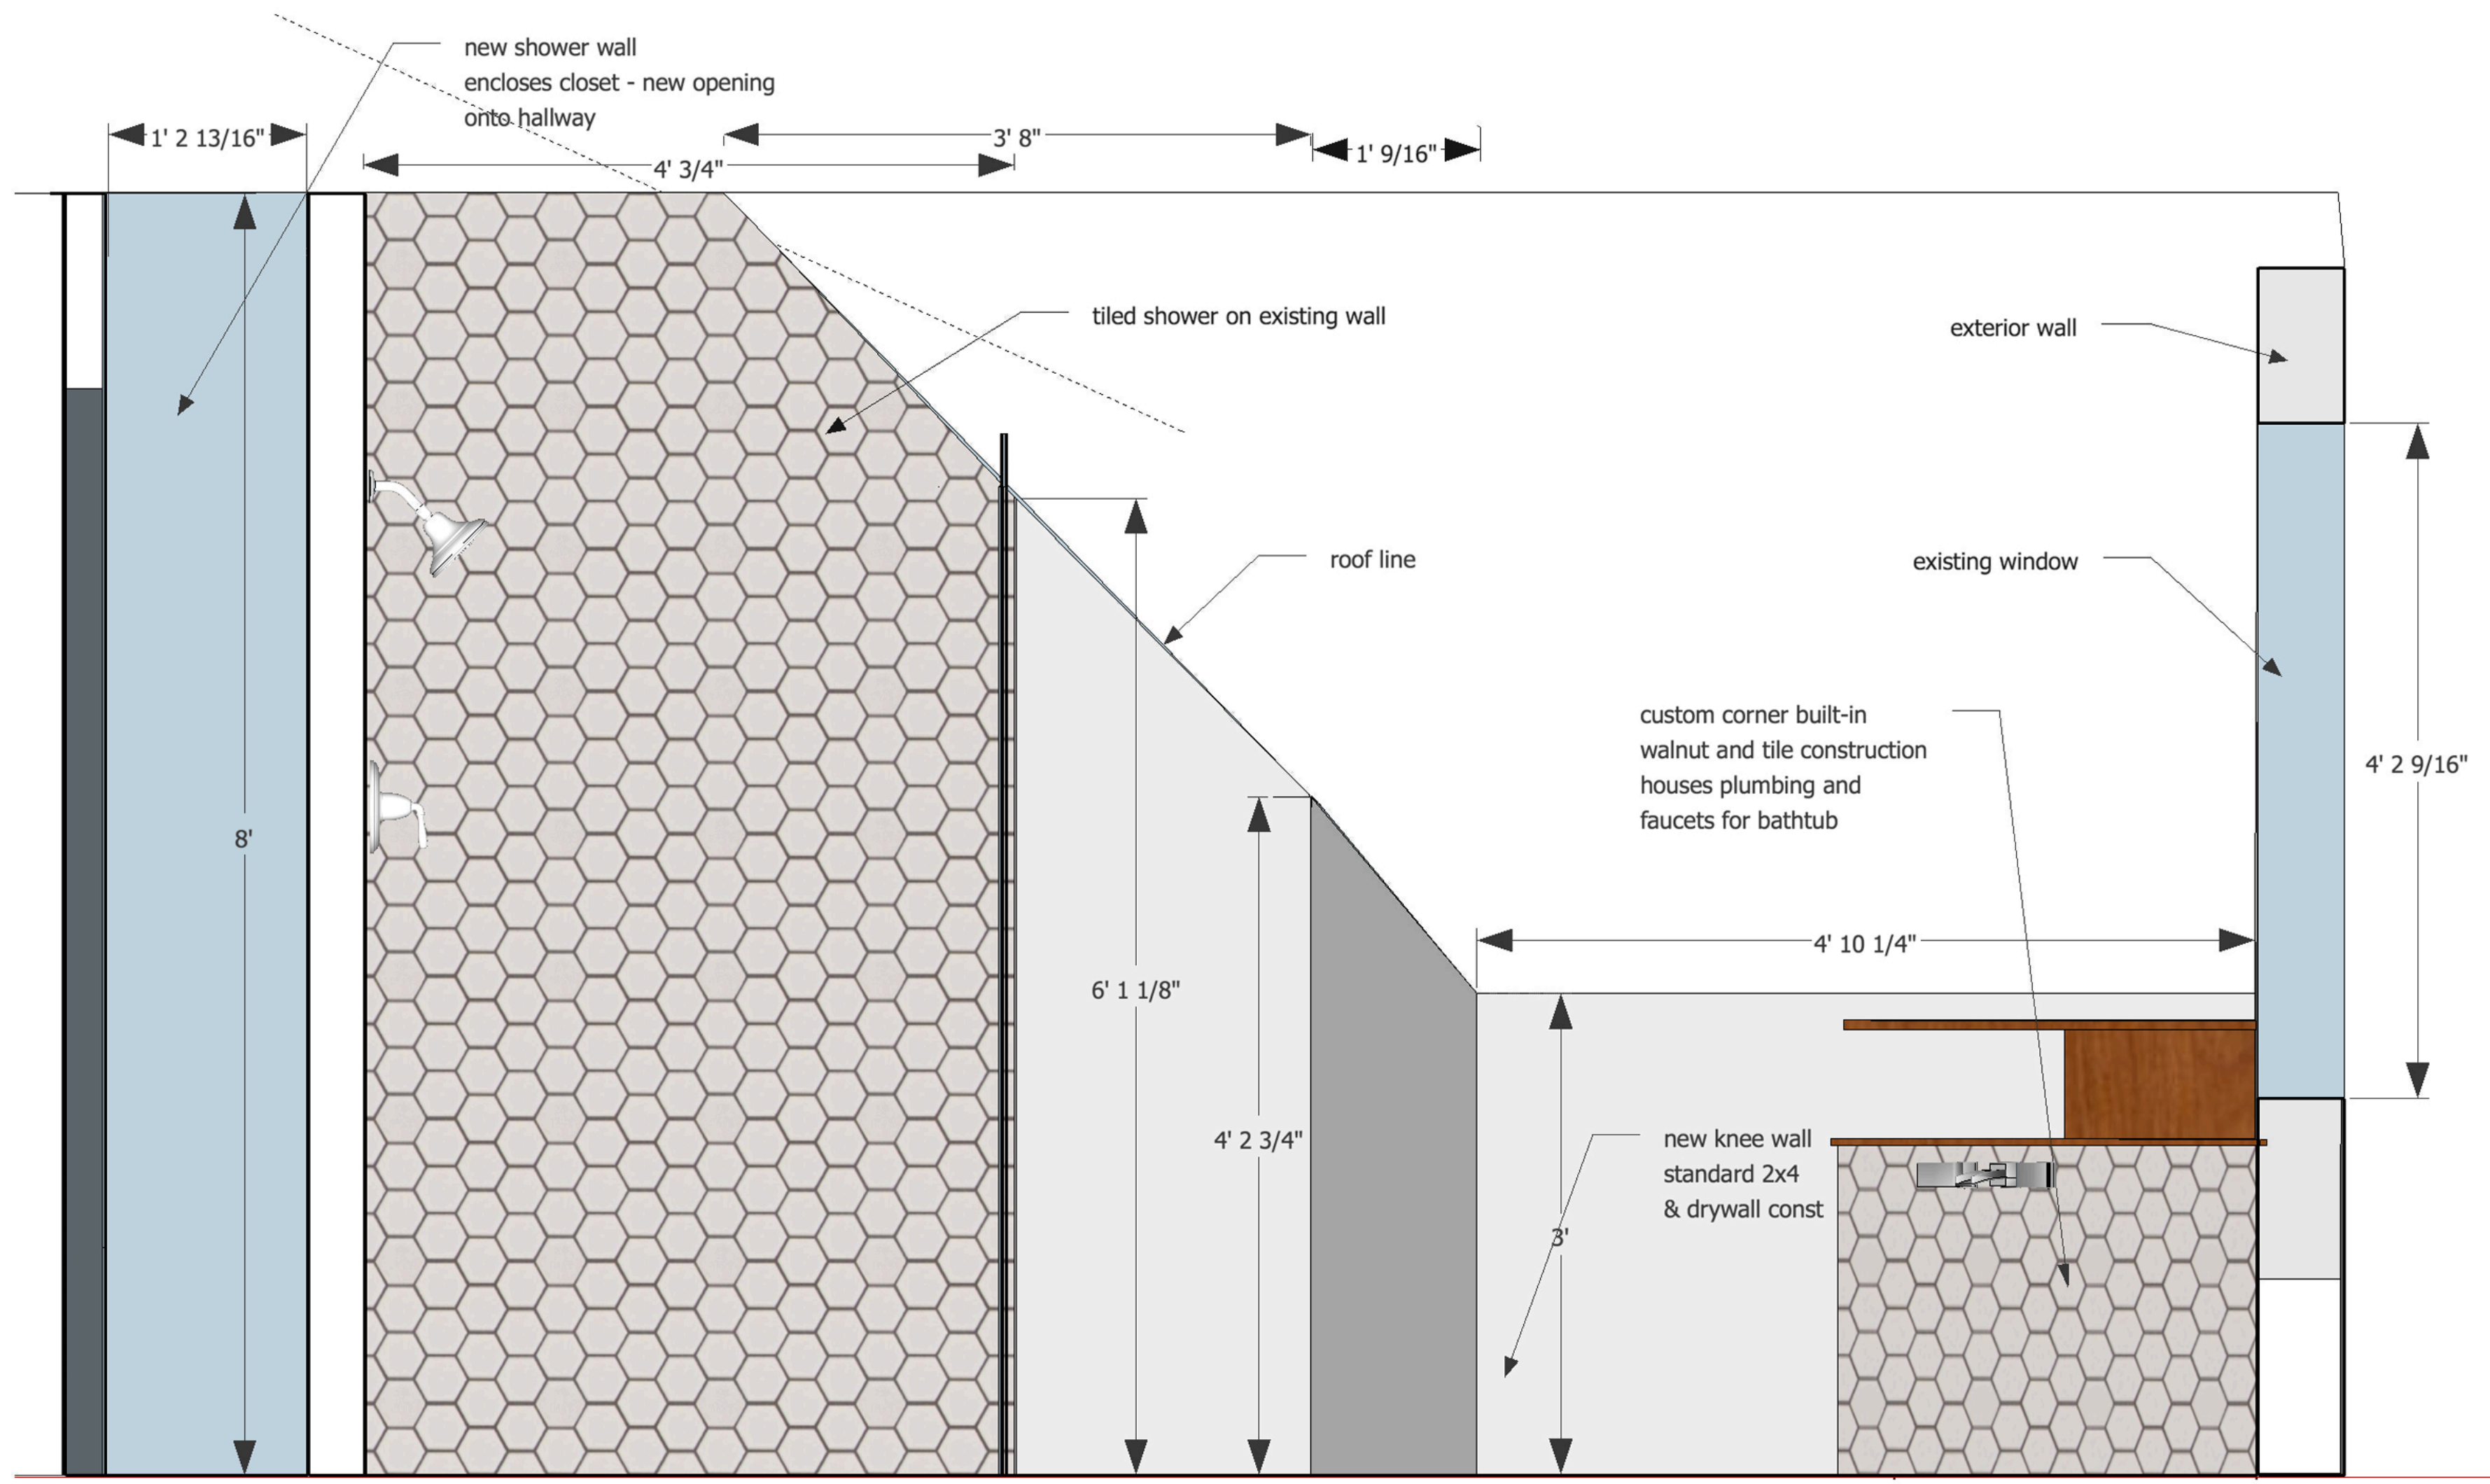 new shower wall
encloses closet - new opening
onto hallway
1' 2 13/16"
3' 8"
1' 9/16"
4' 3/4"
tiled shower on existing wall
exterior wall
roof line
existing window
custom corner built-in
walnut and tile construction
houses plumbing and
faucets for bathtub
4' 2 9/16"
8'
4' 10 1/4"
6' 1 1/8"
4' 2 3/4"
new knee wall
standard 2x4
& drywall const
3'